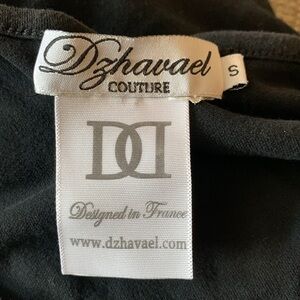 Dzhavael
COUTURE
S
DD
Designed in France
www.dzhavael.com